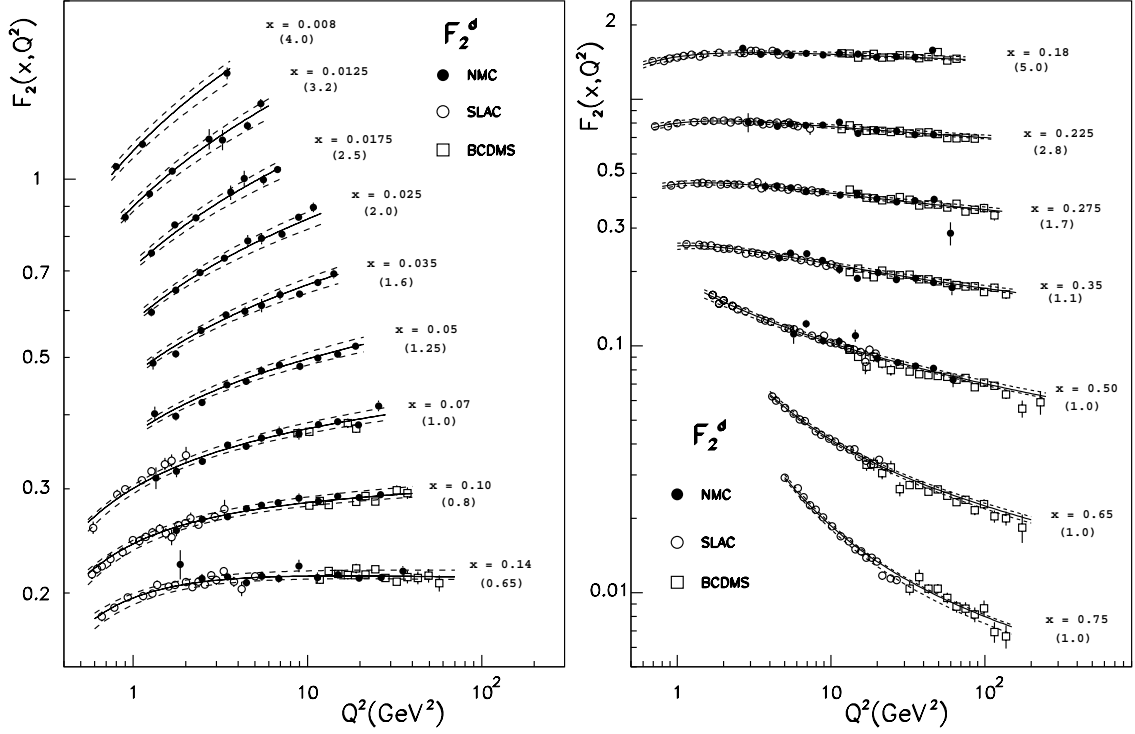 F₂(x,Q²)
1
0.7
0.5
0.4
0.3
0.2
x = 0.008
(4.0)
x = 0.0125
(3.2)
x = 0.0175
(2.5)
x = 0.025
(2.0)
x = 0.035
(1.6)
x = 0.05
(1.25)
x = 0.07
(1.0)
x = 0.10
(0.8)
x = 0.14
(0.65)
F₂ᵈ
NMC
SLAC
BCDMS
1
10
10²
Q²(GeV²)
F₂(x,Q²)
2
1
0.5
0.3
0.1
0.01
x = 0.18
(5.0)
x = 0.225
(2.8)
x = 0.275
(1.7)
x = 0.35
(1.1)
x = 0.50
(1.0)
x = 0.65
(1.0)
x = 0.75
(1.0)
F₂ᵈ
NMC
SLAC
BCDMS
1
10
10²
Q²(GeV²)